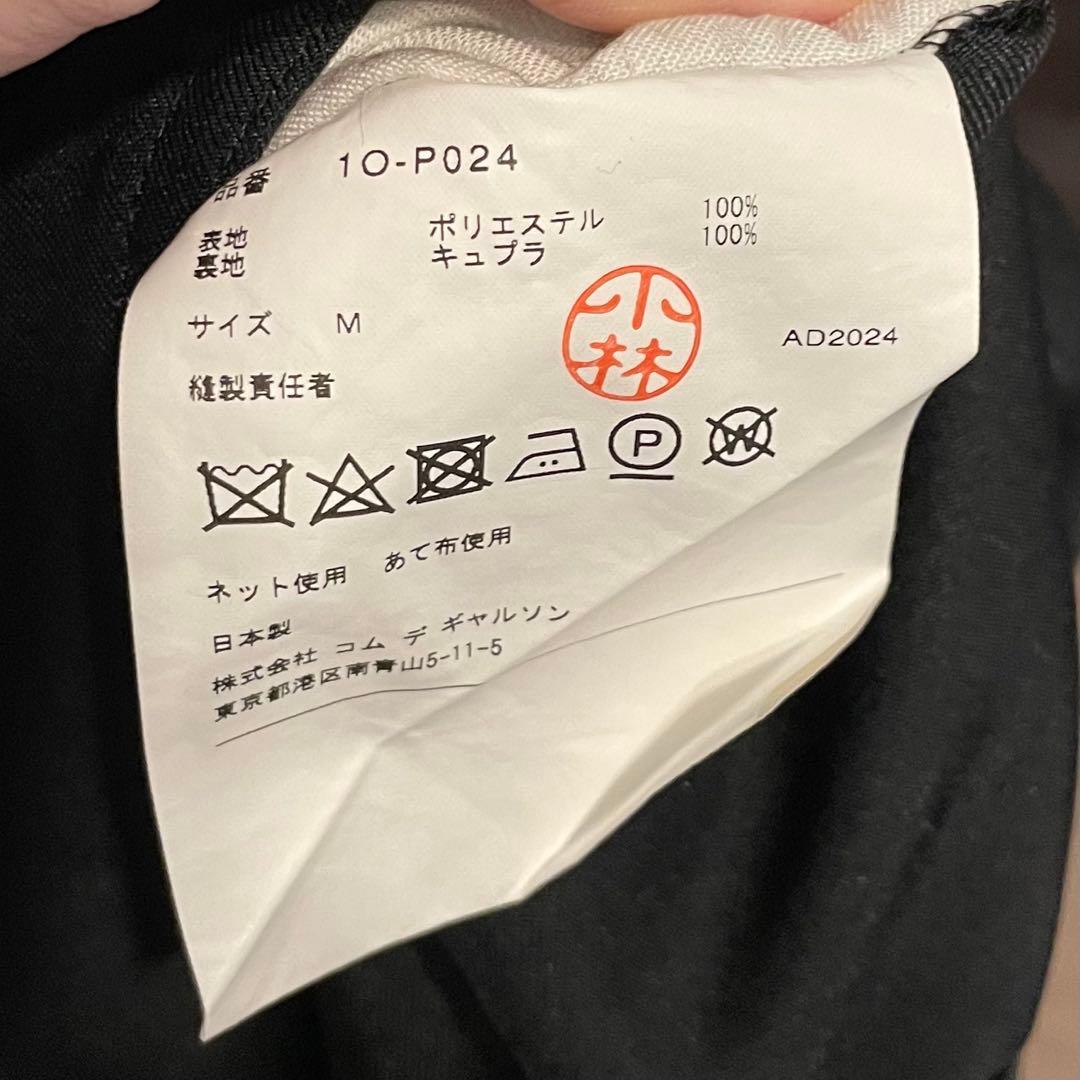 品番 1O-P024
表地 ポリエステル 100%
裏地 キュプラ 100%
サイズ M
小林
AD2024
縫製責任者
P
W
ネット使用 あて布使用
日本製
株式会社 コム デ ギャルソン
東京都港区南青山5-11-5